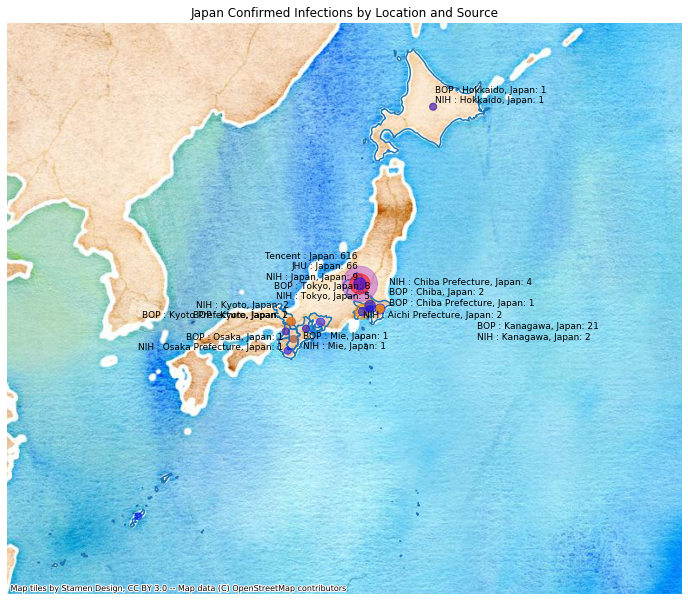 Japan Confirmed Infections by Location and Source
BOP : Hokkaido, Japan: 1
NIH : Hokkaido, Japan: 1
Tencent : Japan: 616
JHU : Japan: 66
NIH : Japan, Japan: 9
BOP : Tokyo, Japan: 8
NIH : Tokyo, Japan: 5
NIH : Chiba Prefecture, Japan: 4
BOP : Chiba, Japan: 2
BOP : Chiba Prefecture, Japan: 1
NIH : Aichi Prefecture, Japan: 2
NIH : Kyoto, Japan: 2
BOP : Kyoto Japan: 2
BOP : Kanagawa, Japan: 21
NIH : Kanagawa, Japan: 2
BOP : Osaka, Japan: 1
NIH : Osaka Prefecture, Japan: 1
BOP : Mie, Japan: 1
NIH : Mie, Japan: 1
Map tiles by Stamen Design, CC BY 3.0 -- Map data (C) OpenStreetMap contributors